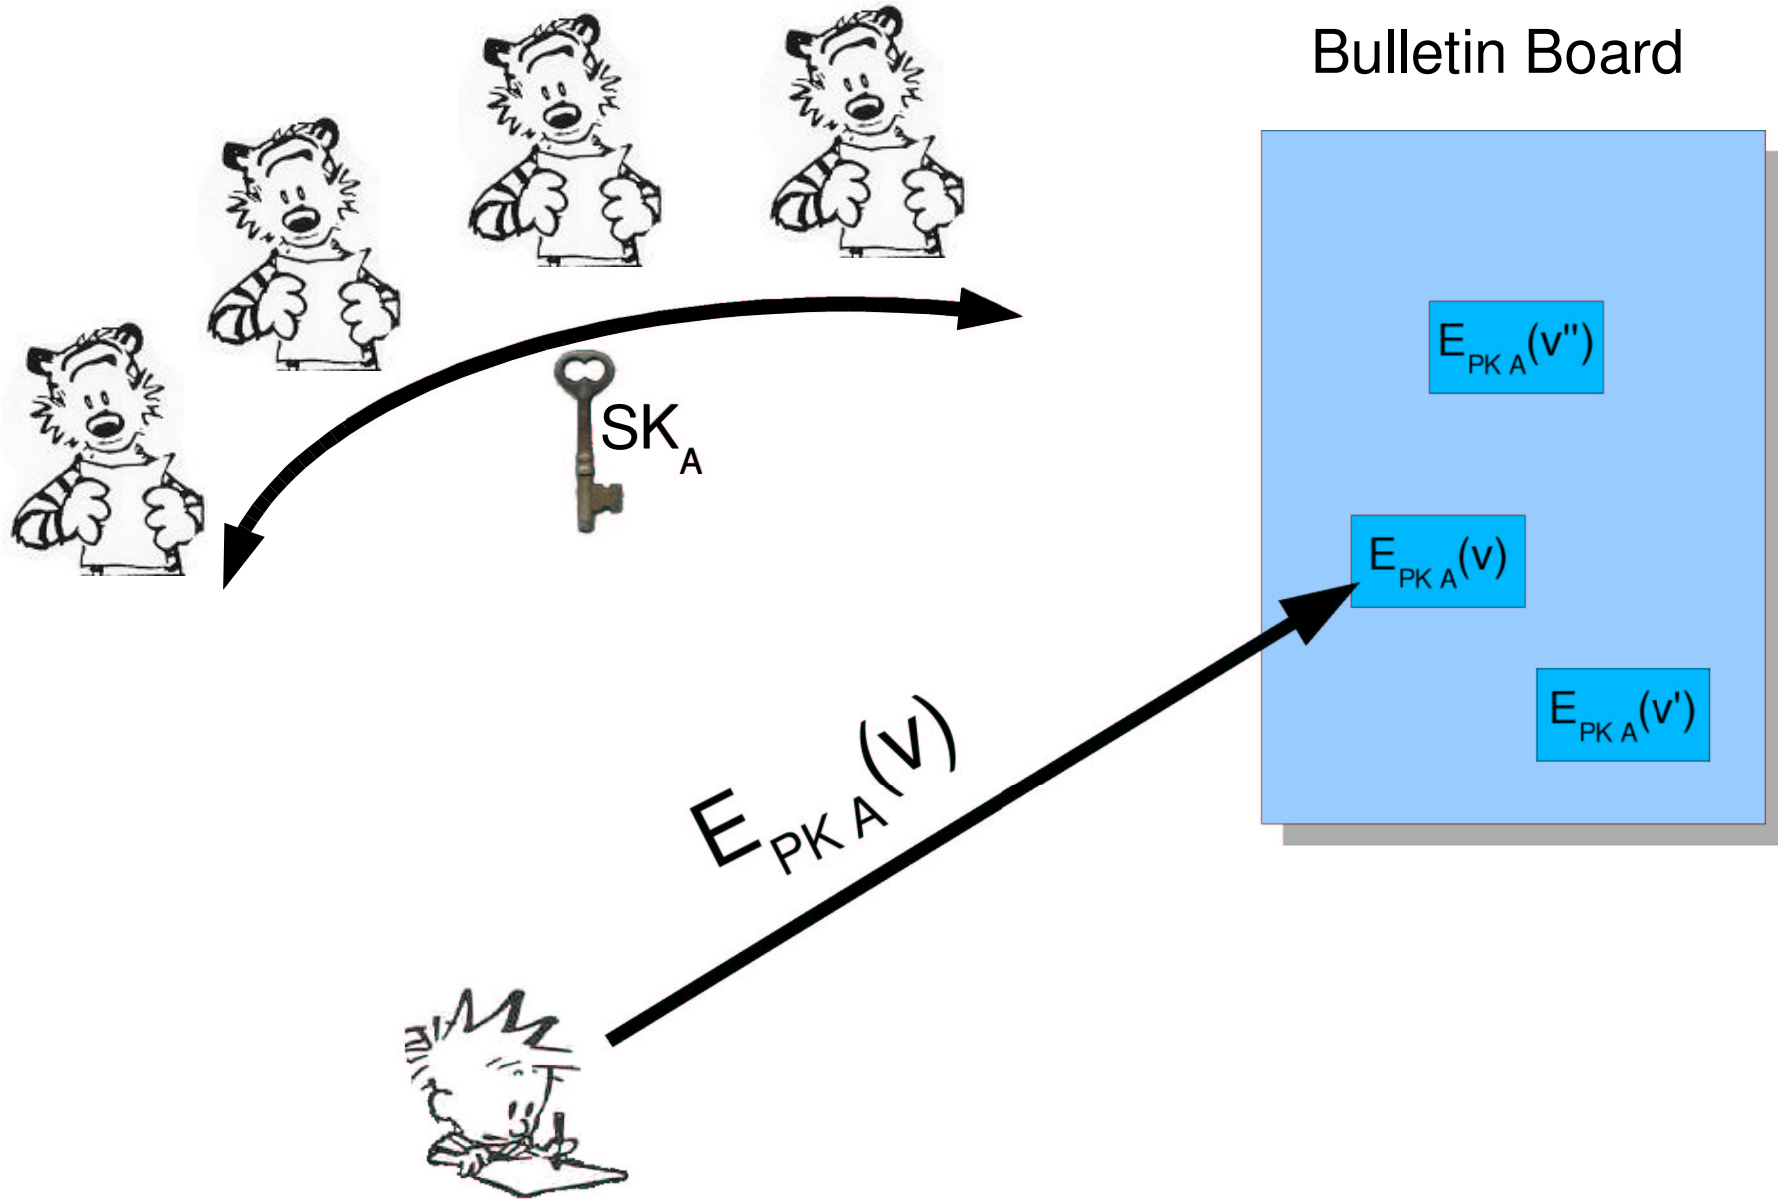 Bulletin Board
E_PK A(v'')
SK_A
E_PK A(v)
E_PK A(v')
E_PK A(v)